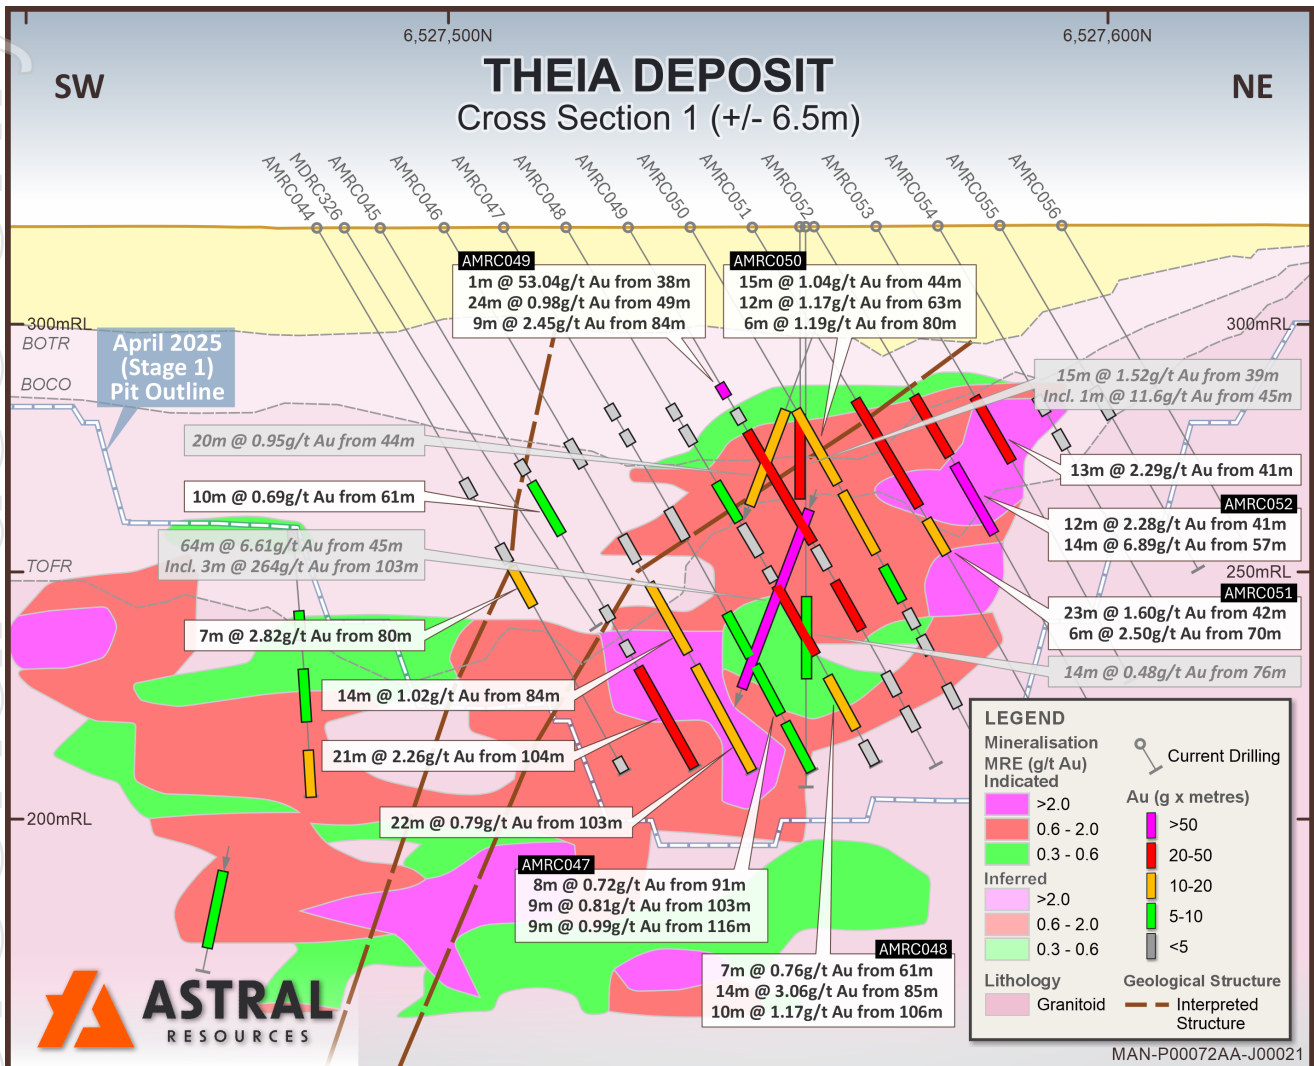 6,527,500N
6,527,600N
SW
THEIA DEPOSIT
NE
Cross Section 1 (+/- 6.5m)
AMRC044
MDRC326
AMRC045
AMRC046
AMRC047
AMRC048
AMRC049
AMRC050
AMRC051
AMRC052
AMRC053
AMRC054
AMRC055
AMRC056
AMRC049
1m @ 53.04g/t Au from 38m
24m @ 0.98g/t Au from 49m
9m @ 2.45g/t Au from 84m
AMRC050
15m @ 1.04g/t Au from 44m
12m @ 1.17g/t Au from 63m
6m @ 1.19g/t Au from 80m
300mRL
300mRL
BOTR
April 2025
(Stage 1)
Pit Outline
BOCO
15m @ 1.52g/t Au from 39m
Incl. 1m @ 11.6g/t Au from 45m
20m @ 0.95g/t Au from 44m
13m @ 2.29g/t Au from 41m
10m @ 0.69g/t Au from 61m
AMRC052
12m @ 2.28g/t Au from 41m
14m @ 6.89g/t Au from 57m
64m @ 6.61g/t Au from 45m
Incl. 3m @ 264g/t Au from 103m
TOFR
250mRL
AMRC051
23m @ 1.60g/t Au from 42m
6m @ 2.50g/t Au from 70m
7m @ 2.82g/t Au from 80m
14m @ 0.48g/t Au from 76m
14m @ 1.02g/t Au from 84m
21m @ 2.26g/t Au from 104m
22m @ 0.79g/t Au from 103m
200mRL
AMRC047
8m @ 0.72g/t Au from 91m
9m @ 0.81g/t Au from 103m
9m @ 0.99g/t Au from 116m
AMRC048
7m @ 0.76g/t Au from 61m
14m @ 3.06g/t Au from 85m
10m @ 1.17g/t Au from 106m
LEGEND
Mineralisation
MRE (g/t Au)
Indicated
>2.0
0.6 - 2.0
0.3 - 0.6
Inferred
>2.0
0.6 - 2.0
0.3 - 0.6
Lithology
Granitoid
Current Drilling
Au (g x metres)
>50
20-50
10-20
5-10
<5
Geological Structure
Interpreted
Structure
ASTRAL
RESOURCES
MAN-P00072AA-J00021